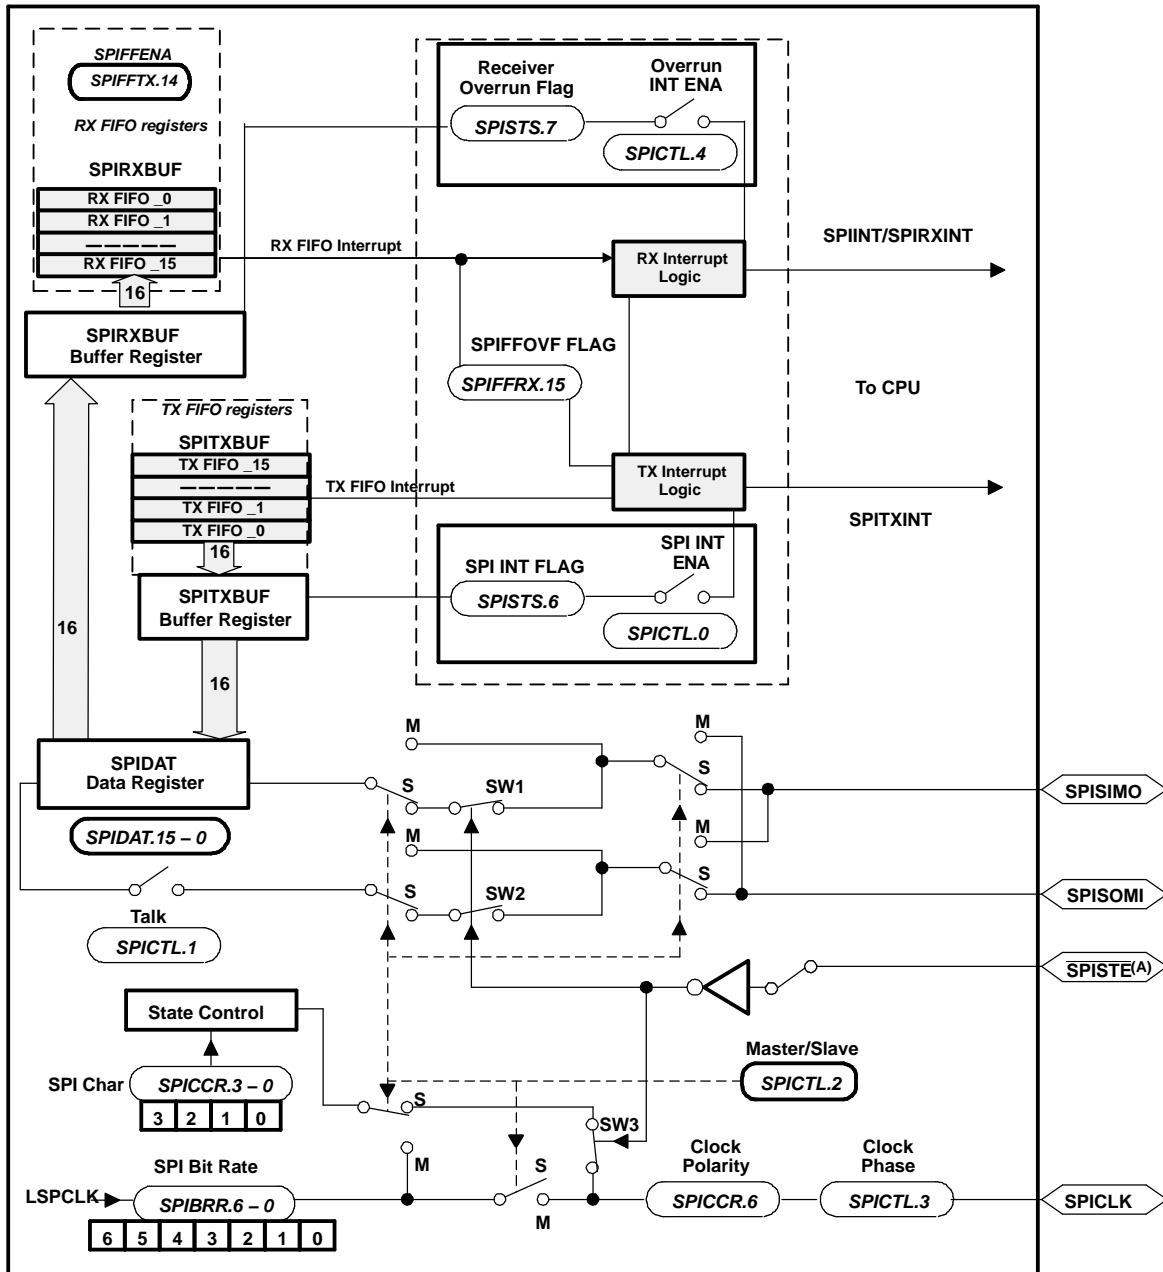 SPIFFENA
SPIFFTX.14
RX FIFO registers
SPIRXBUF
RX FIFO _0
RX FIFO _1
—————
RX FIFO _15
16
SPIRXBUF
Buffer Register
Receiver
Overrun Flag
SPISTS.7
Overrun
INT ENA
SPICTL.4
RX FIFO Interrupt
RX Interrupt
Logic
SPIINT/SPIRXINT
SPIFFOVF FLAG
SPIFFRX.15
To CPU
TX FIFO registers
SPITXBUF
TX FIFO _15
—————
TX FIFO _1
TX FIFO _0
16
TX FIFO Interrupt
TX Interrupt
Logic
SPITXINT
SPITXBUF
Buffer Register
SPI INT FLAG
SPISTS.6
SPI INT
ENA
SPICTL.0
16
16
SPIDAT
Data Register
SPIDAT.15 – 0
M
S
SW1
M
S
M
S
SW2
M
S
SPISIMO
SPISOMI
SPISTE(A)
Talk
SPICTL.1
State Control
SPI Char
SPICCR.3 – 0
3 2 1 0
Master/Slave
SPICTL.2
S
M
SW3
S
M
SPI Bit Rate
LSPCLK
SPIBRR.6 – 0
6 5 4 3 2 1 0
Clock
Polarity
SPICCR.6
Clock
Phase
SPICTL.3
SPICLK